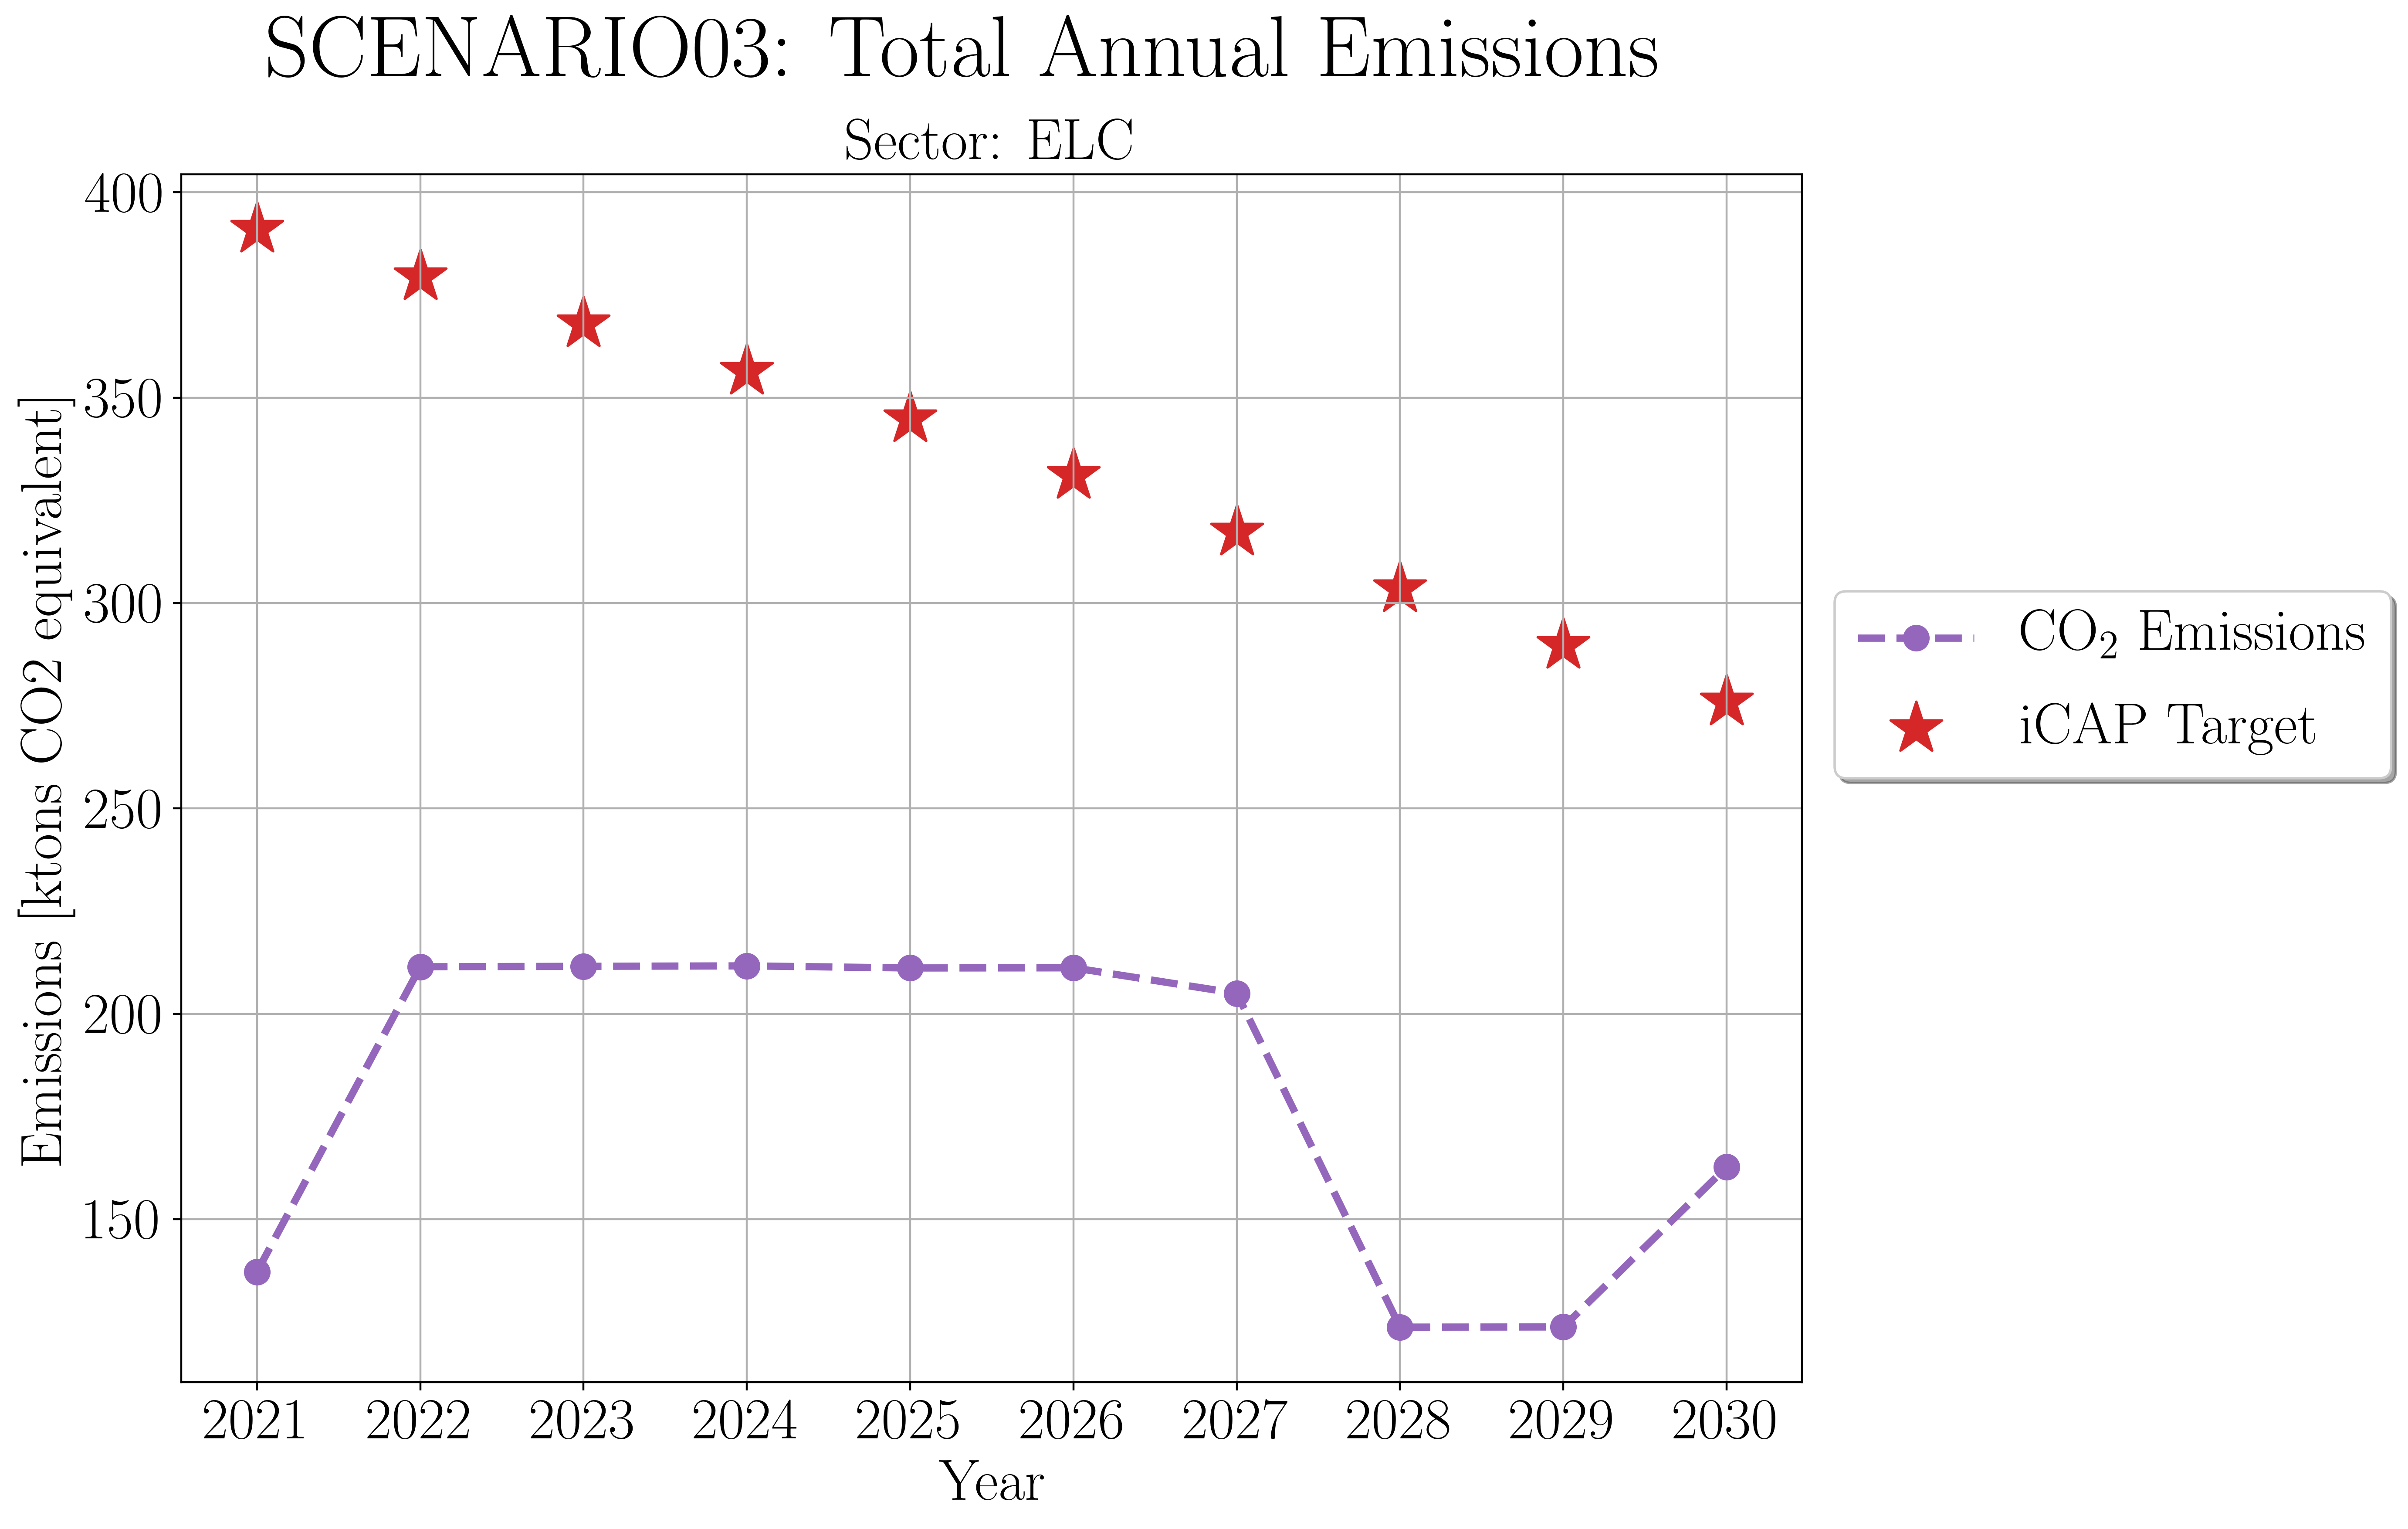 SCENARIO03: Total Annual Emissions
Sector: ELC
400
350
300
250
200
150
Emissions [ktons CO2 equivalent]
2021 2022 2023 2024 2025 2026 2027 2028 2029 2030
Year
CO₂ Emissions
iCAP Target